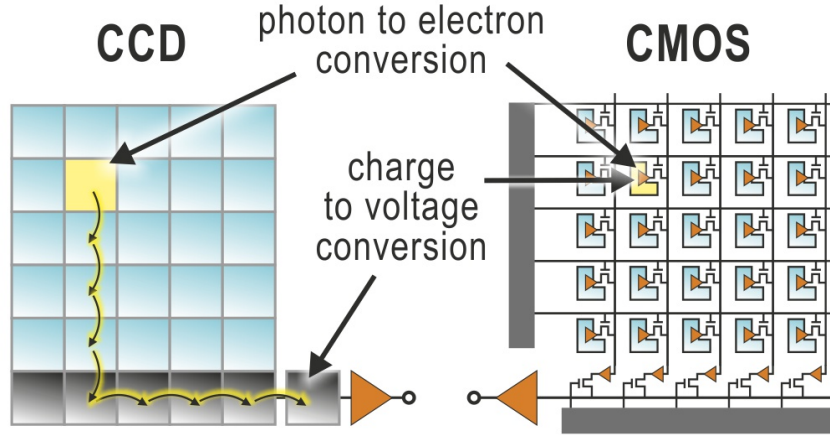 CCD
photon to electron
conversion
CMOS
charge
to voltage
conversion